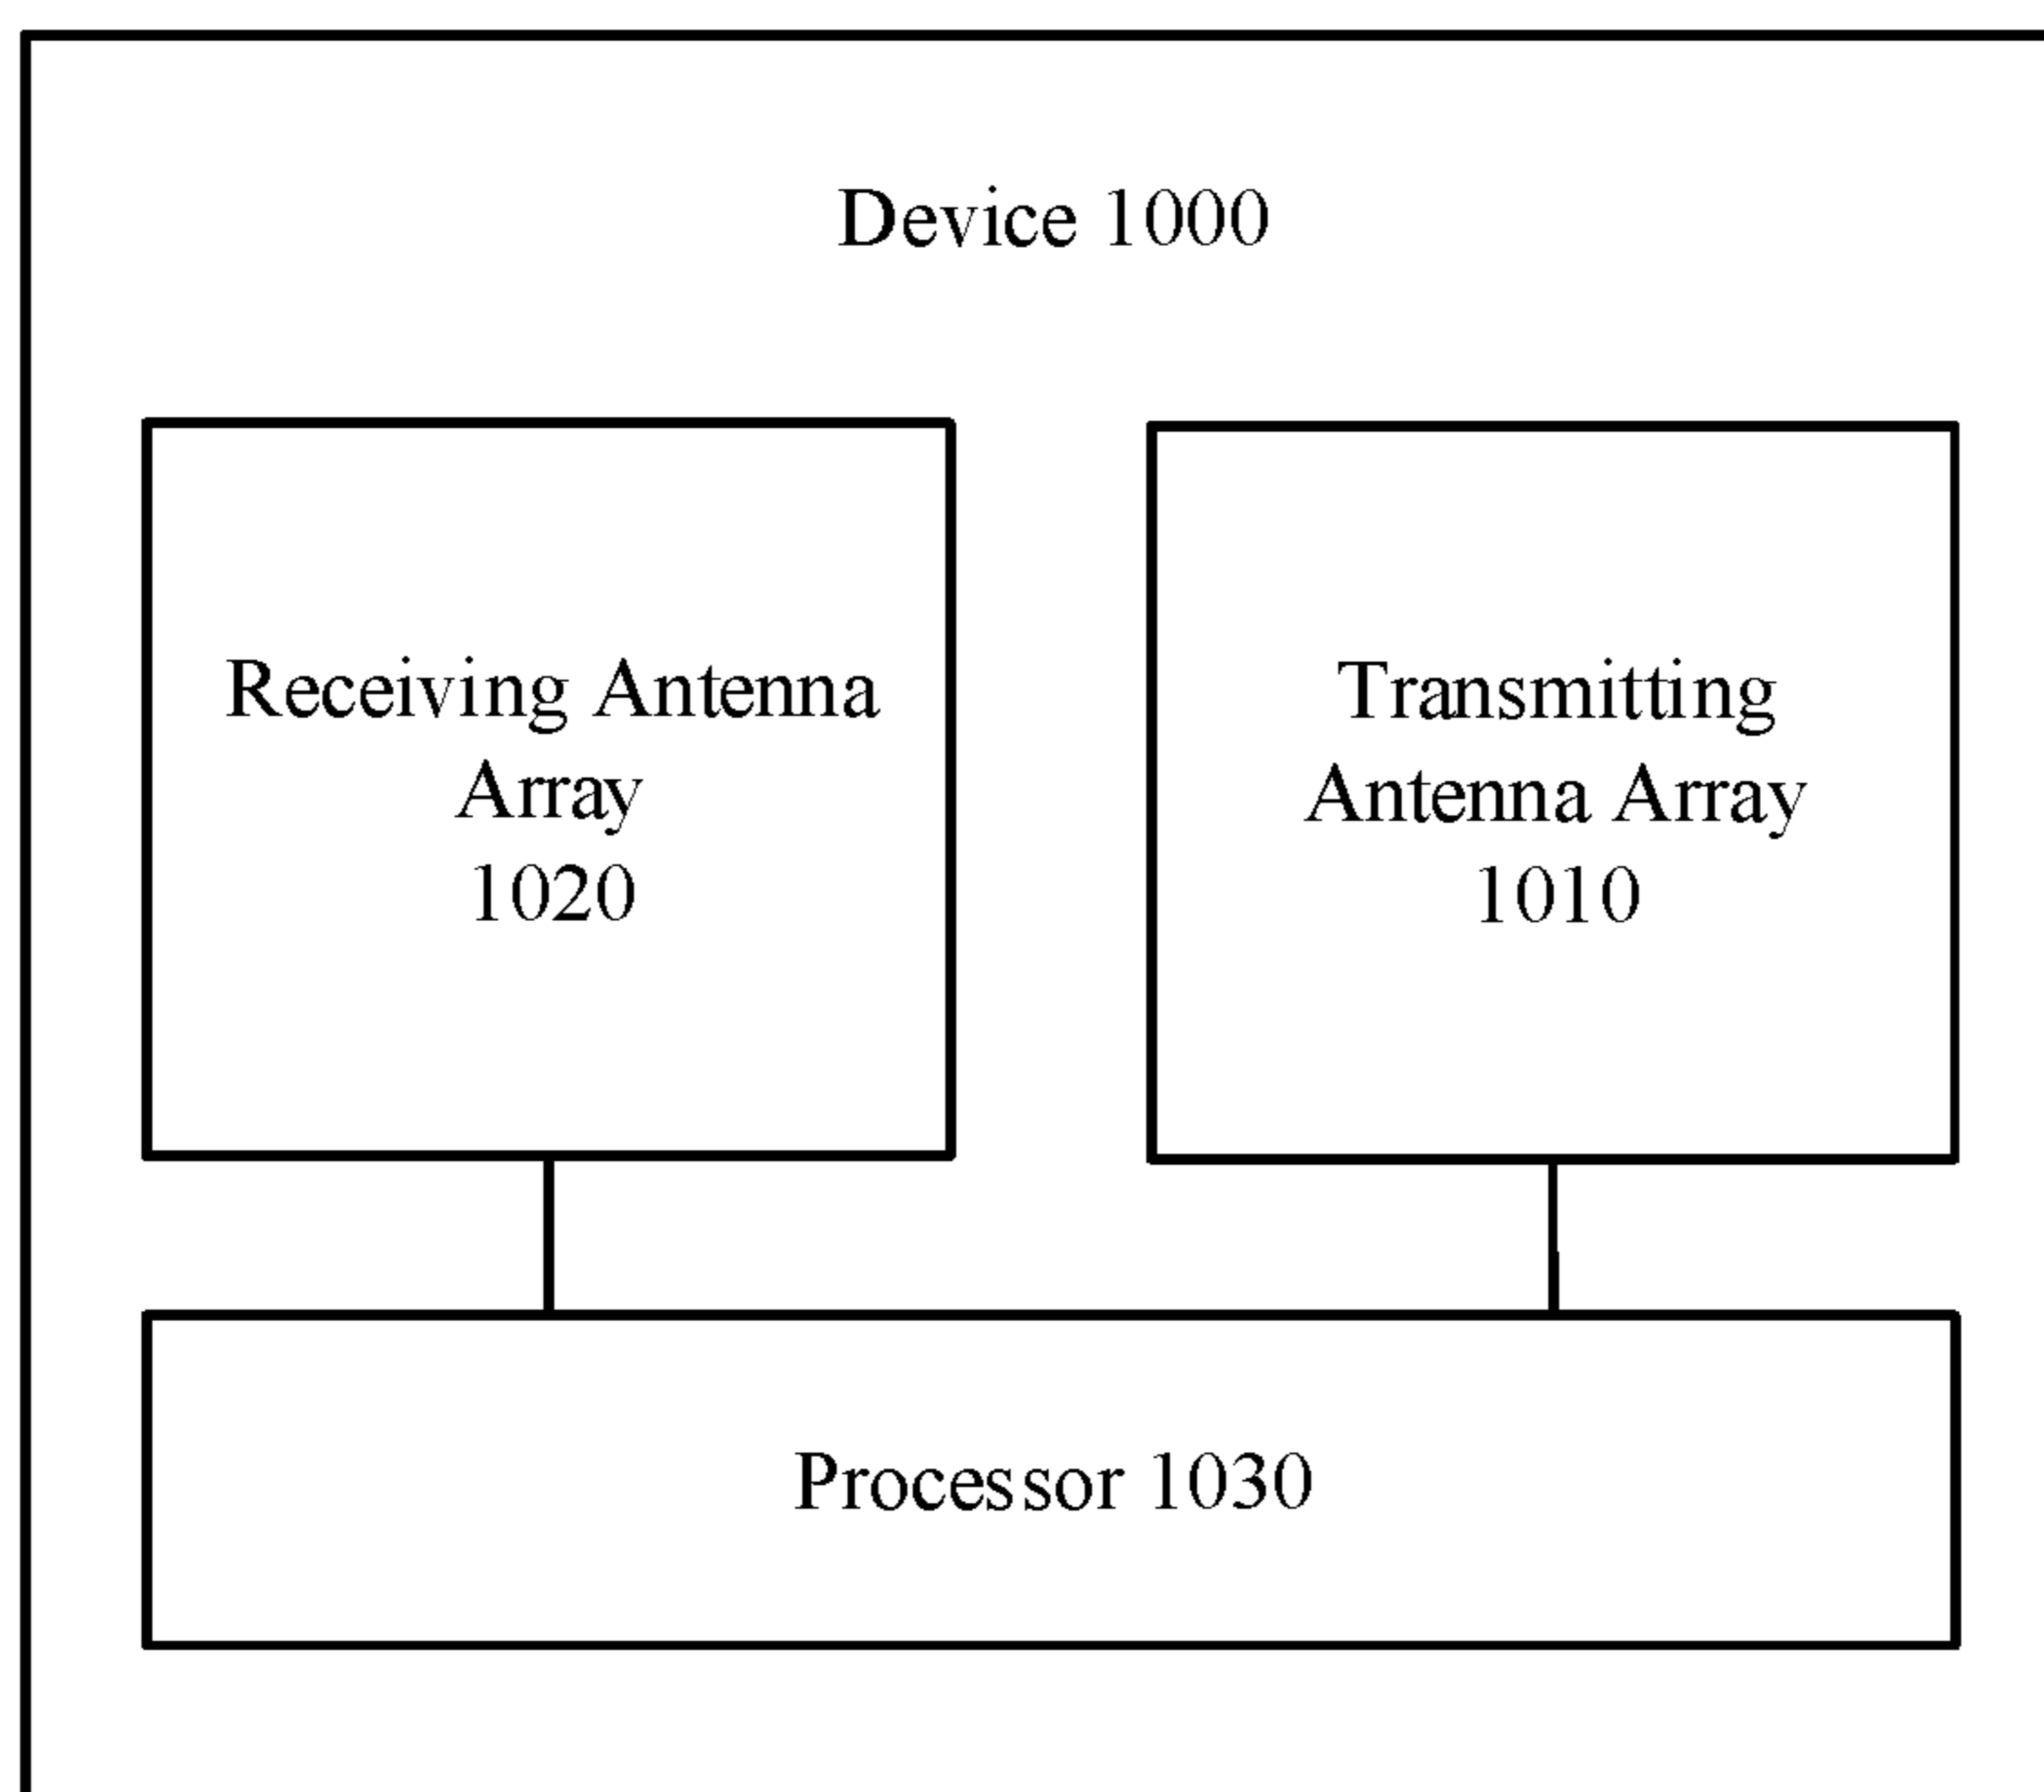 Device 1000
Receiving Antenna
Array
1020
Transmitting
Antenna Array
1010
Processor 1030